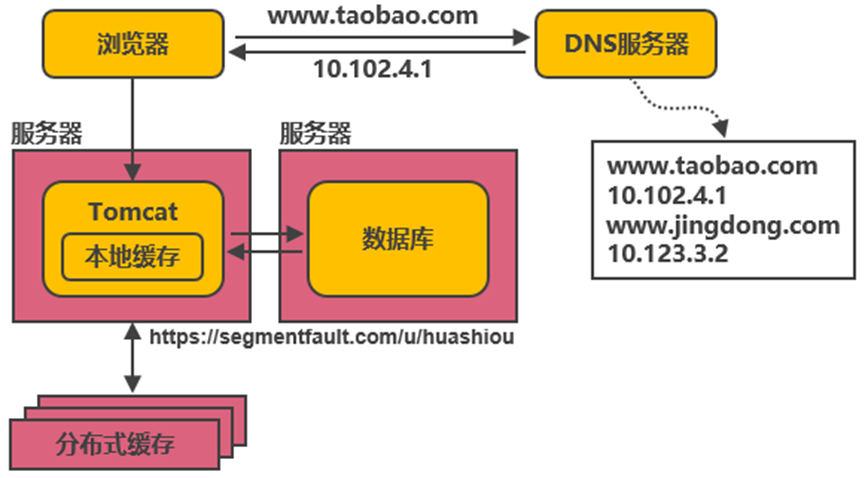 www.taobao.com
浏览器
DNS服务器
10.102.4.1
服务器
服务器
www.taobao.com
10.102.4.1
www.jingdong.com
10.123.3.2
Tomcat
本地缓存
数据库
https://segmentfault.com/u/huashiou
分布式缓存